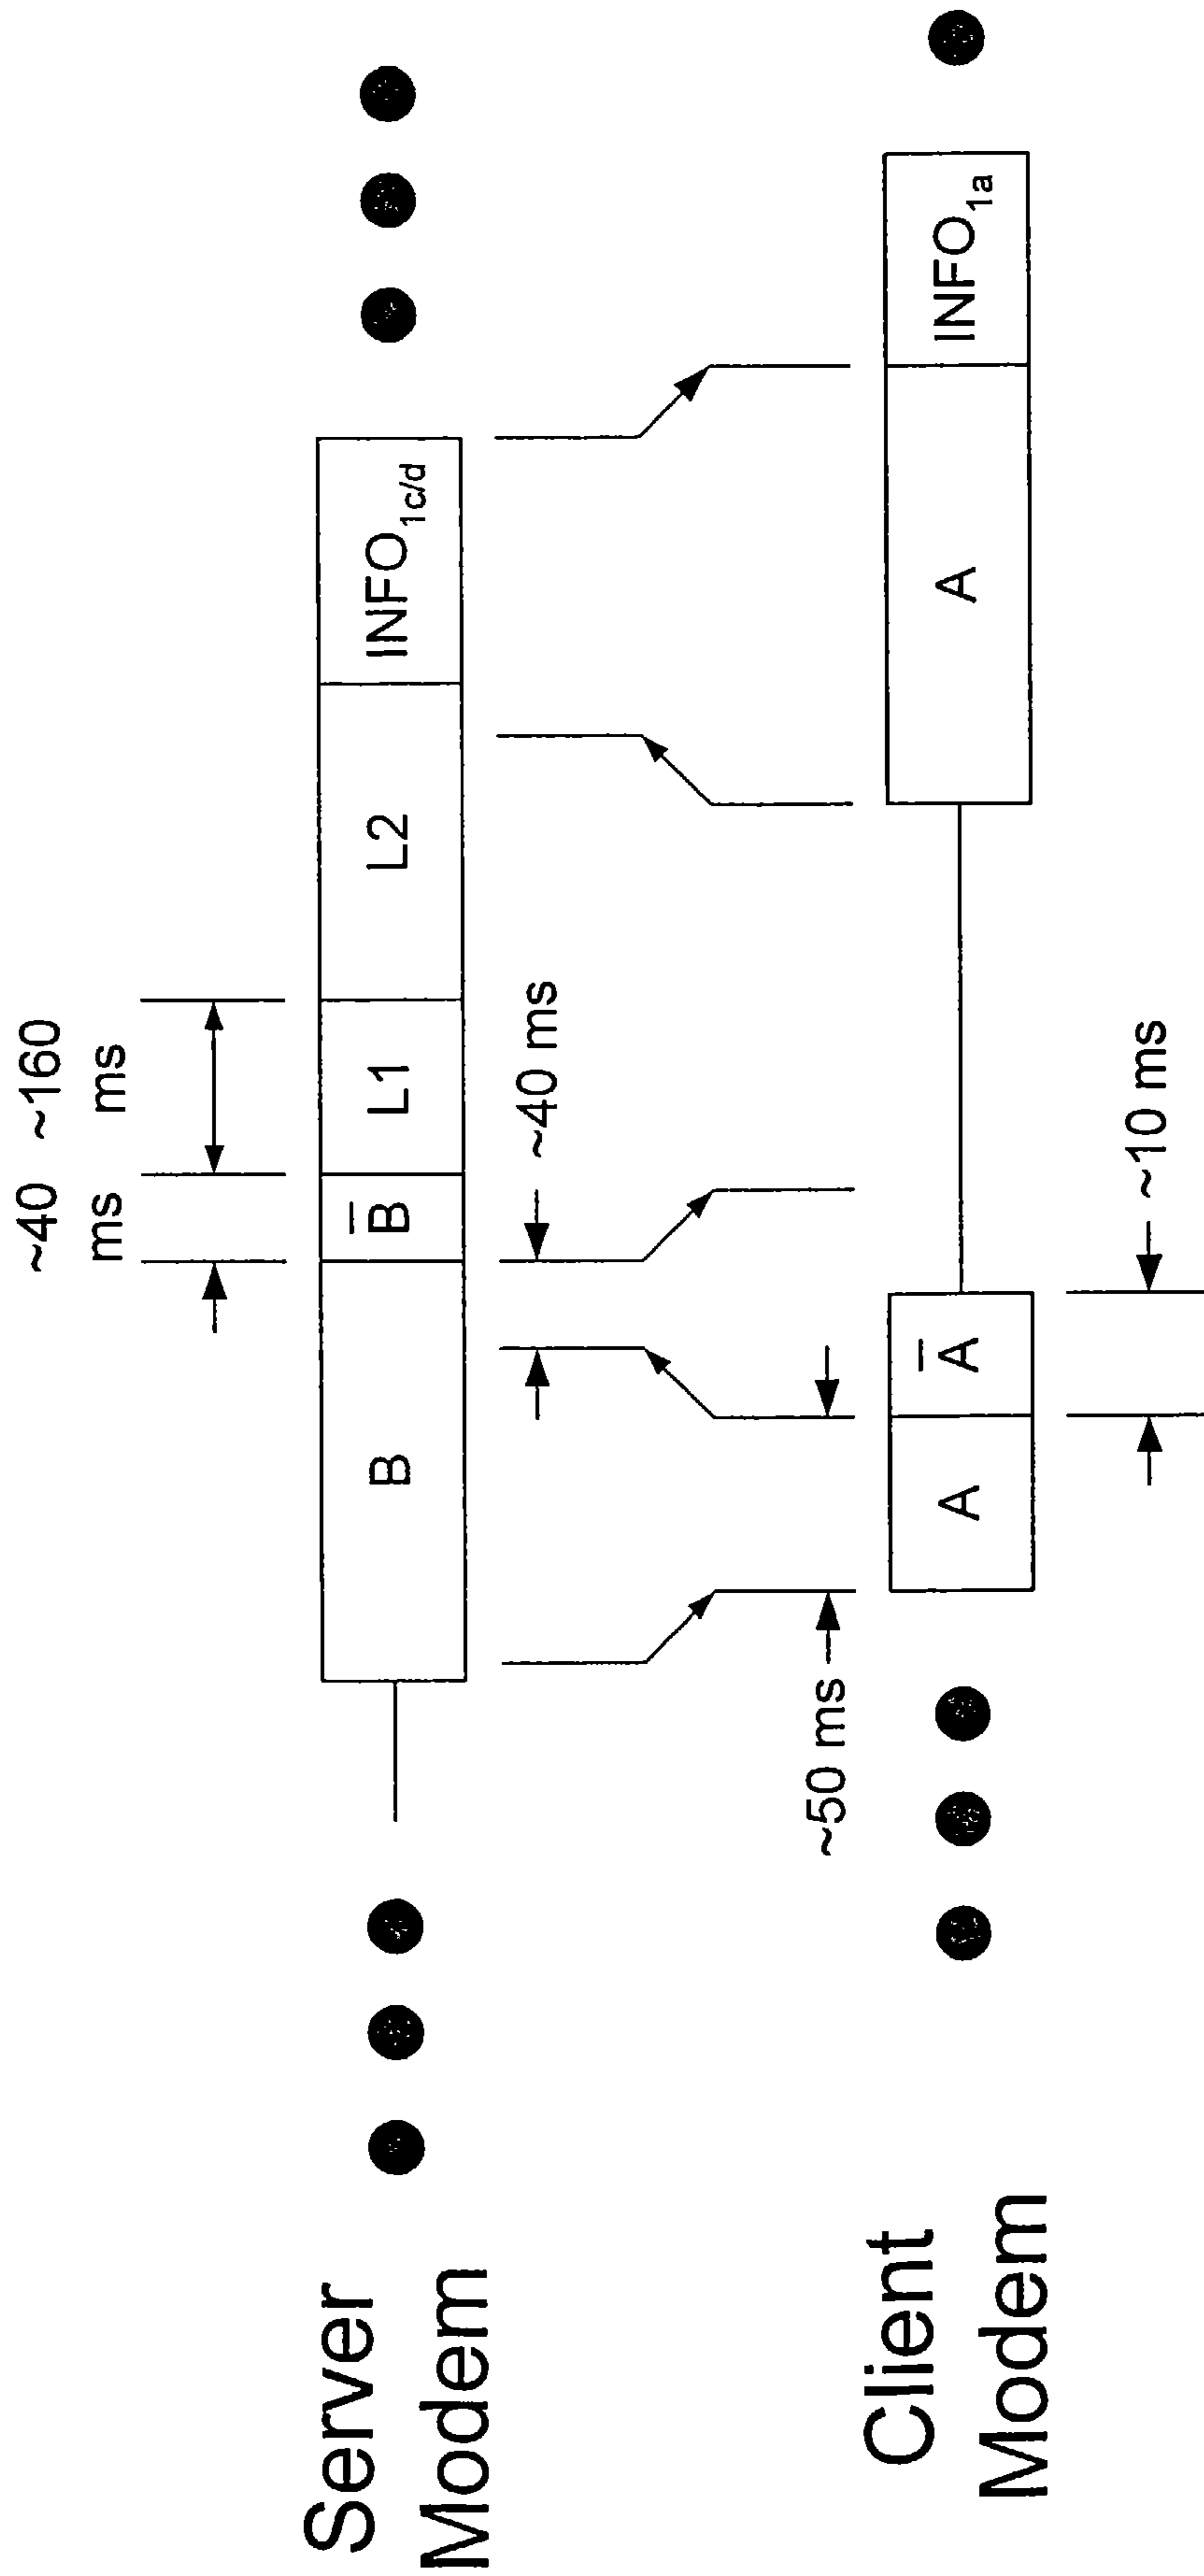 ~40 ~160
ms ms
Server
Modem
B B̅ L1 L2 INFO1c/d
~40 ms
~50 ms
Client
Modem
A A̅ A INFO1a
~10 ms